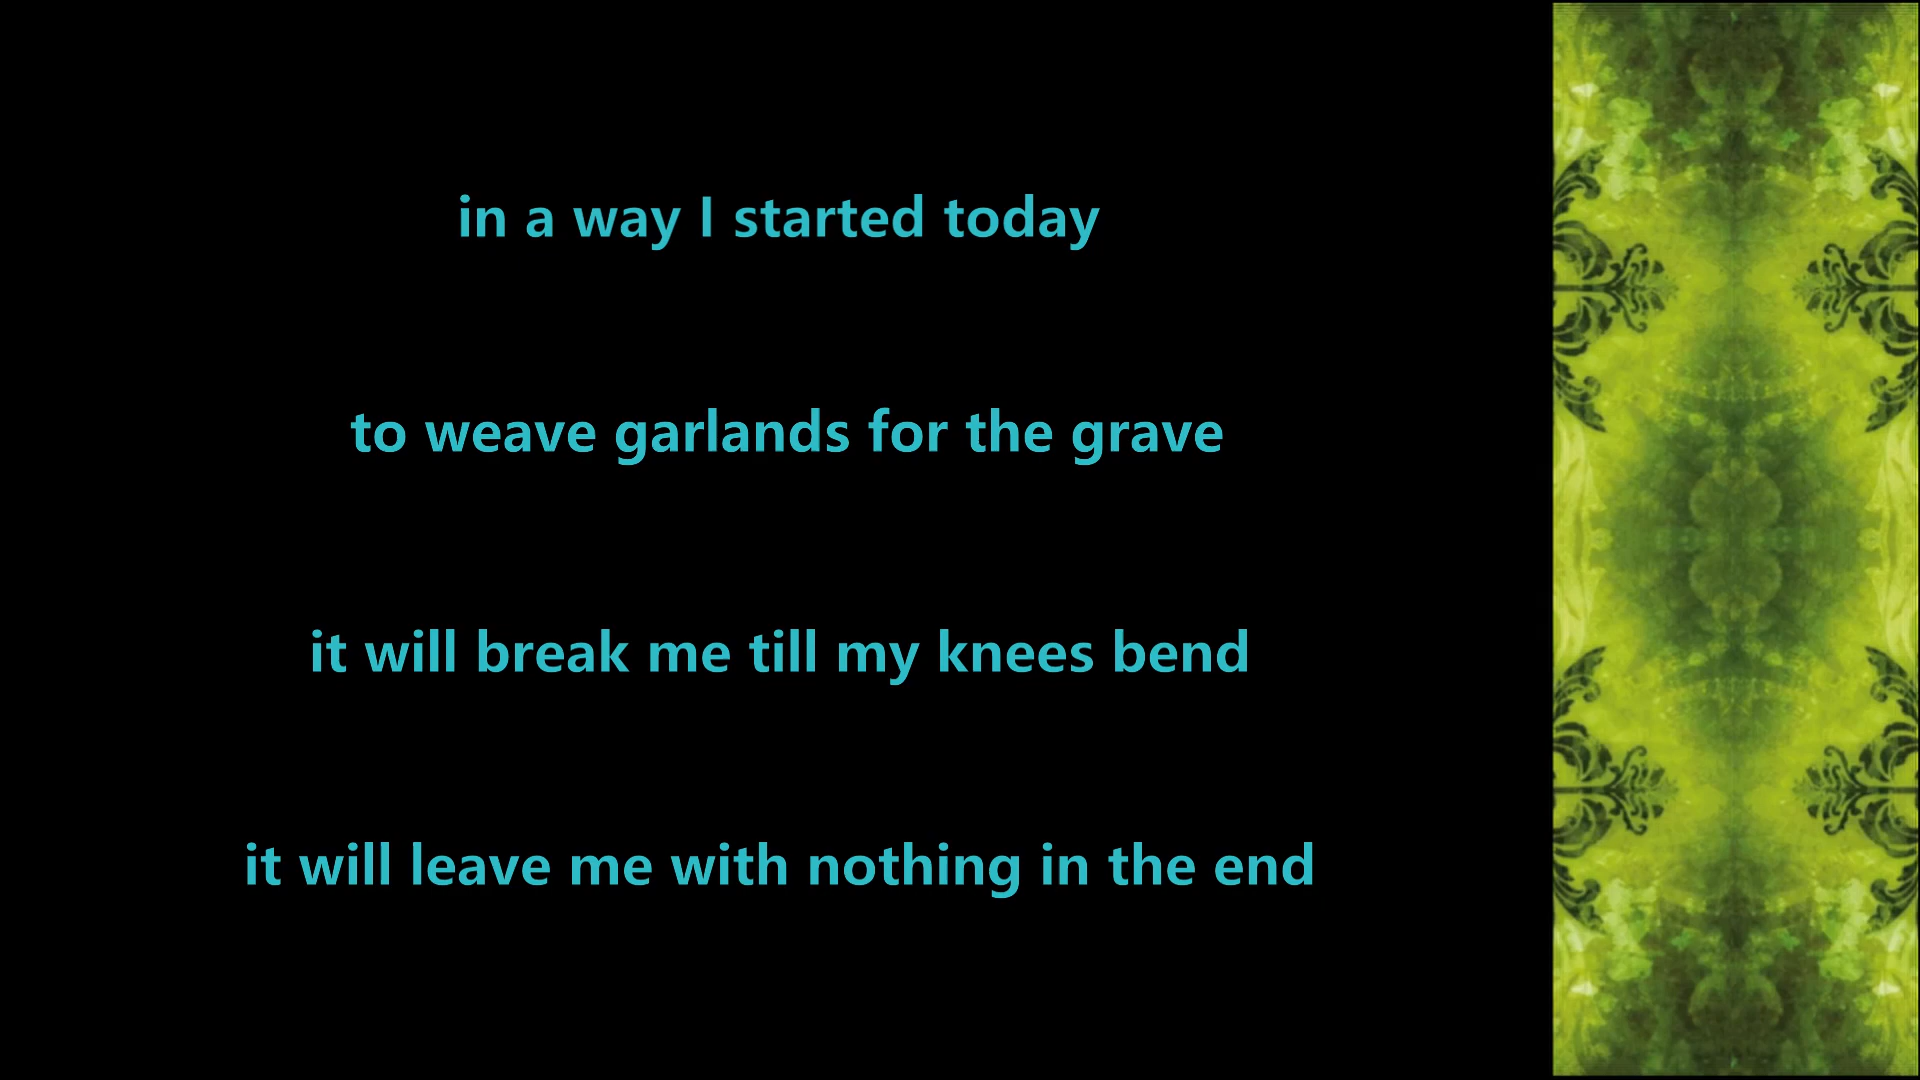 in a way I started today
to weave garlands for the grave
it will break me till my knees bend
it will leave me with nothing in the end